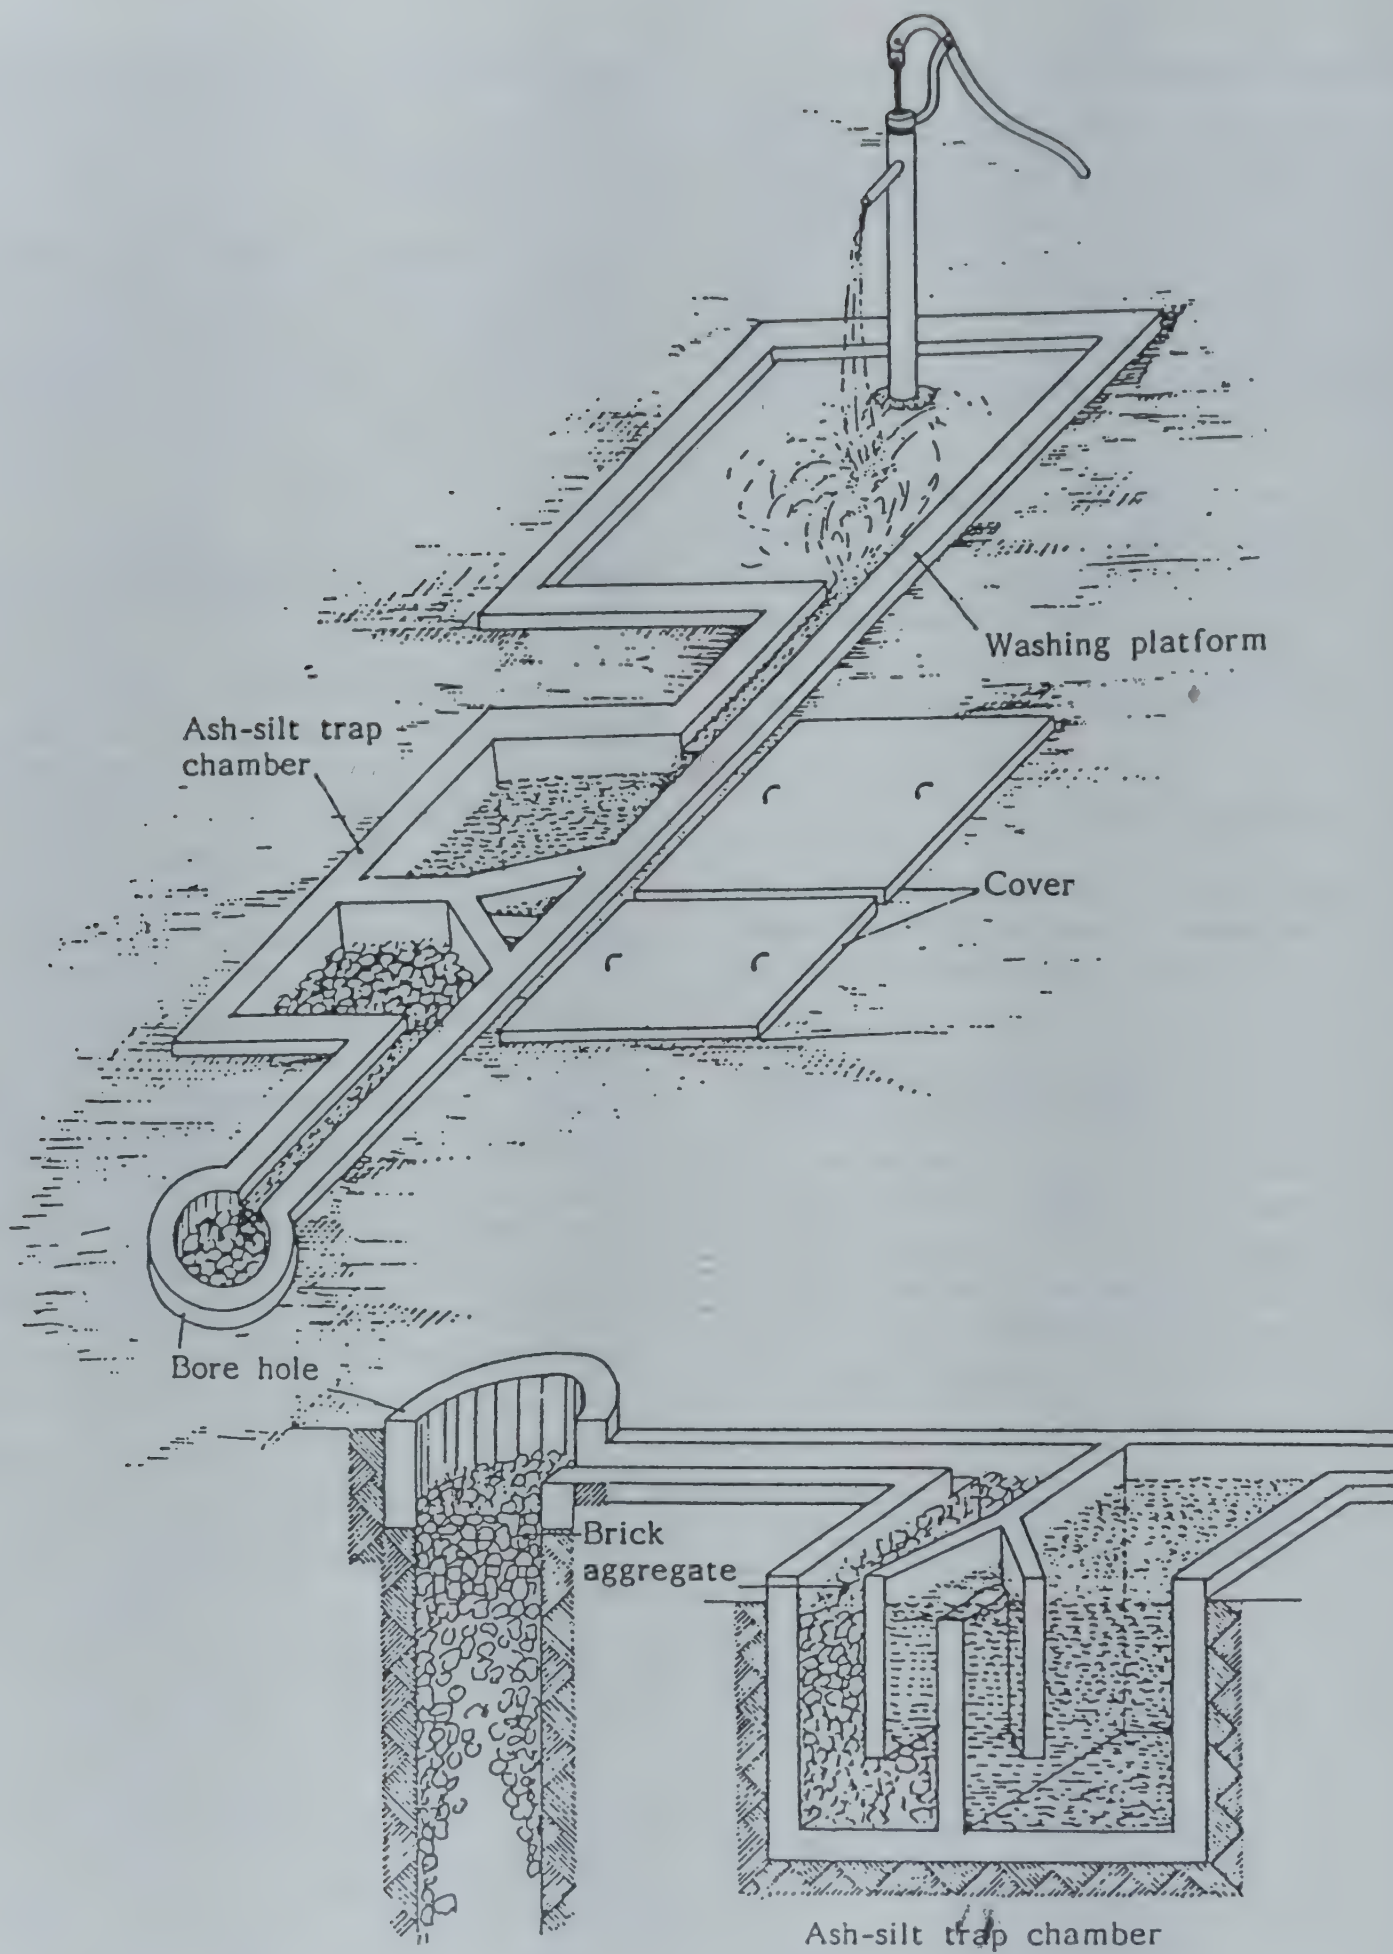 Washing platform
Ash-silt trap
chamber
Cover
Bore hole
Brick
aggregate
Ash-silt trap chamber